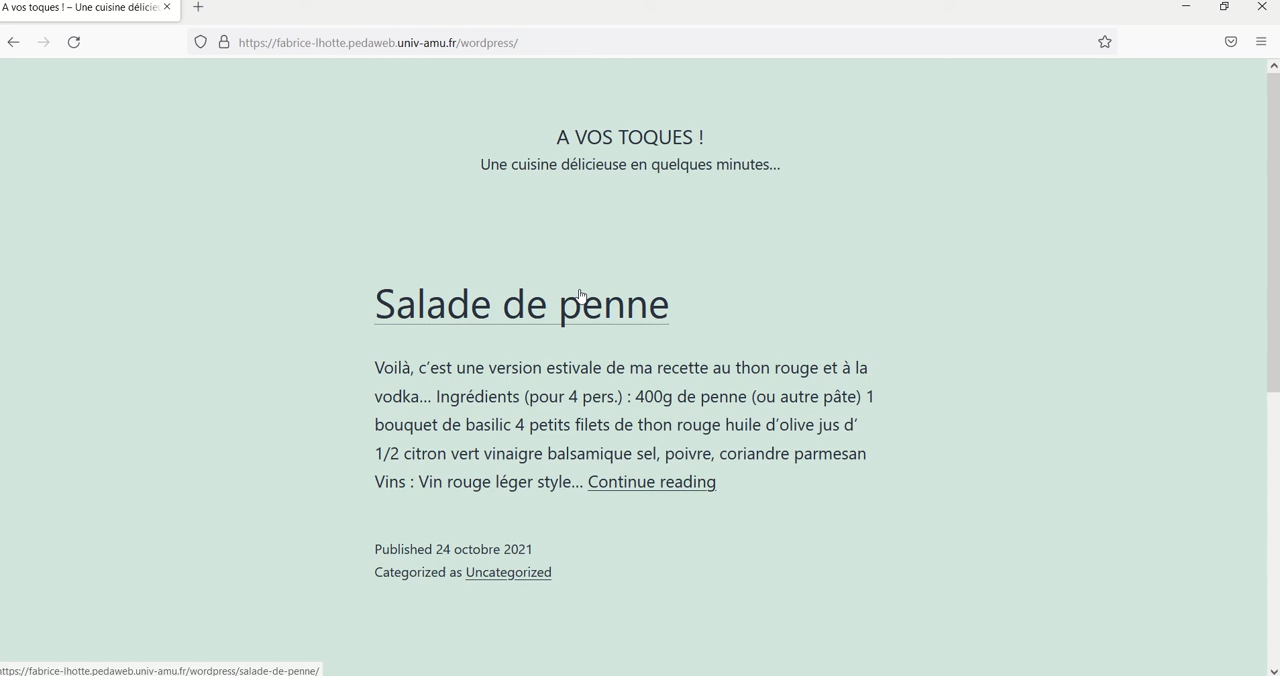 A vos toques ! – Une cuisine délicie
https://fabrice-lhotte.pedaweb.univ-amu.fr/wordpress/
A VOS TOQUES !
Une cuisine délicieuse en quelques minutes…
Salade de penne
Voilà, c’est une version estivale de ma recette au thon rouge et à la
vodka… Ingrédients (pour 4 pers.) : 400g de penne (ou autre pâte) 1
bouquet de basilic 4 petits filets de thon rouge huile d’olive jus d’
1/2 citron vert vinaigre balsamique sel, poivre, coriandre parmesan
Vins : Vin rouge léger style… Continue reading
Published 24 octobre 2021
Categorized as Uncategorized
https://fabrice-lhotte.pedaweb.univ-amu.fr/wordpress/salade-de-penne/